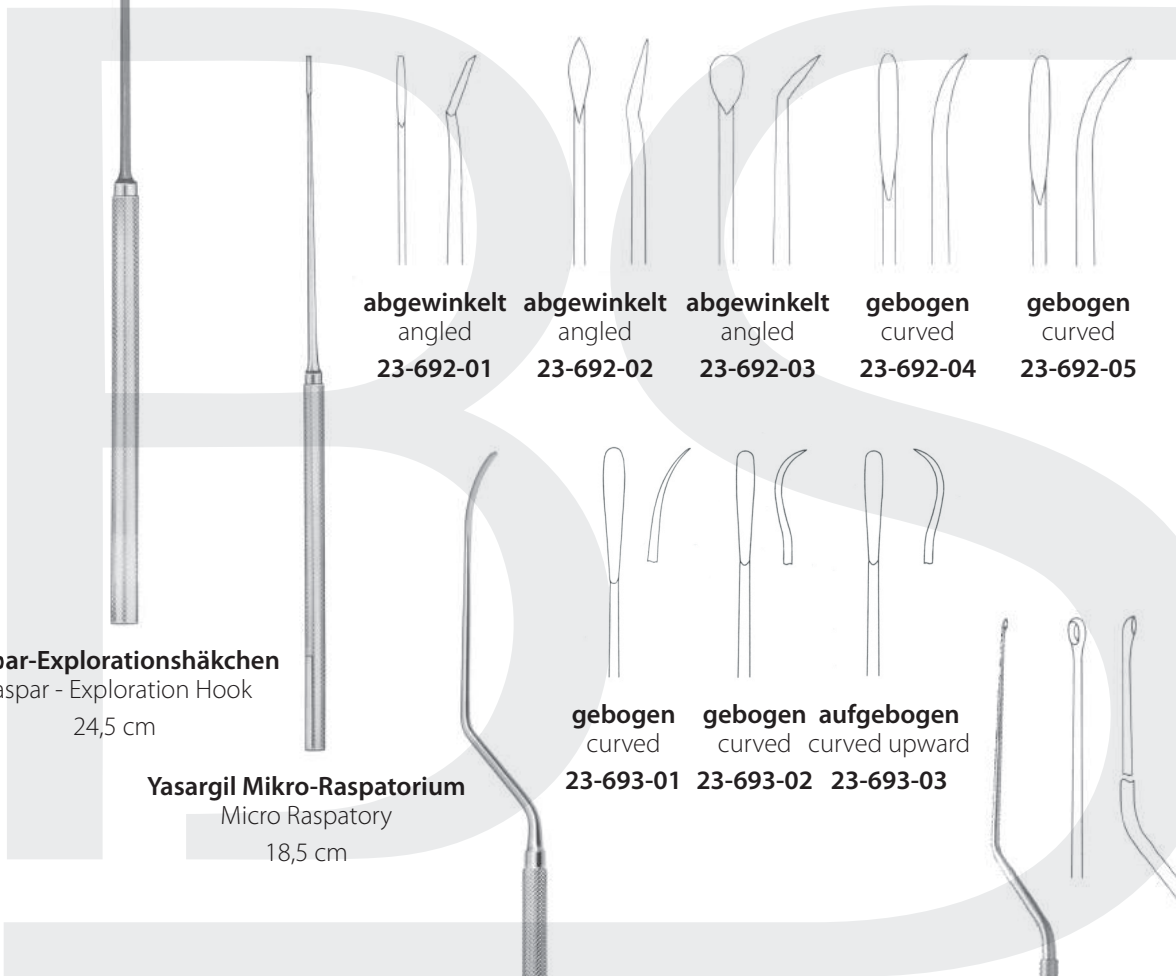 abgewinkelt
angled
23-692-01
abgewinkelt
angled
23-692-02
abgewinkelt
angled
23-692-03
gebogen
curved
23-692-04
gebogen
curved
23-692-05
par-Explorationshäkchen
aspar - Exploration Hook
24,5 cm
Yasargil Mikro-Raspatorium
Micro Raspatory
18,5 cm
gebogen
curved
23-693-01
gebogen
curved
23-693-02
aufgebogen
curved upward
23-693-03
BS